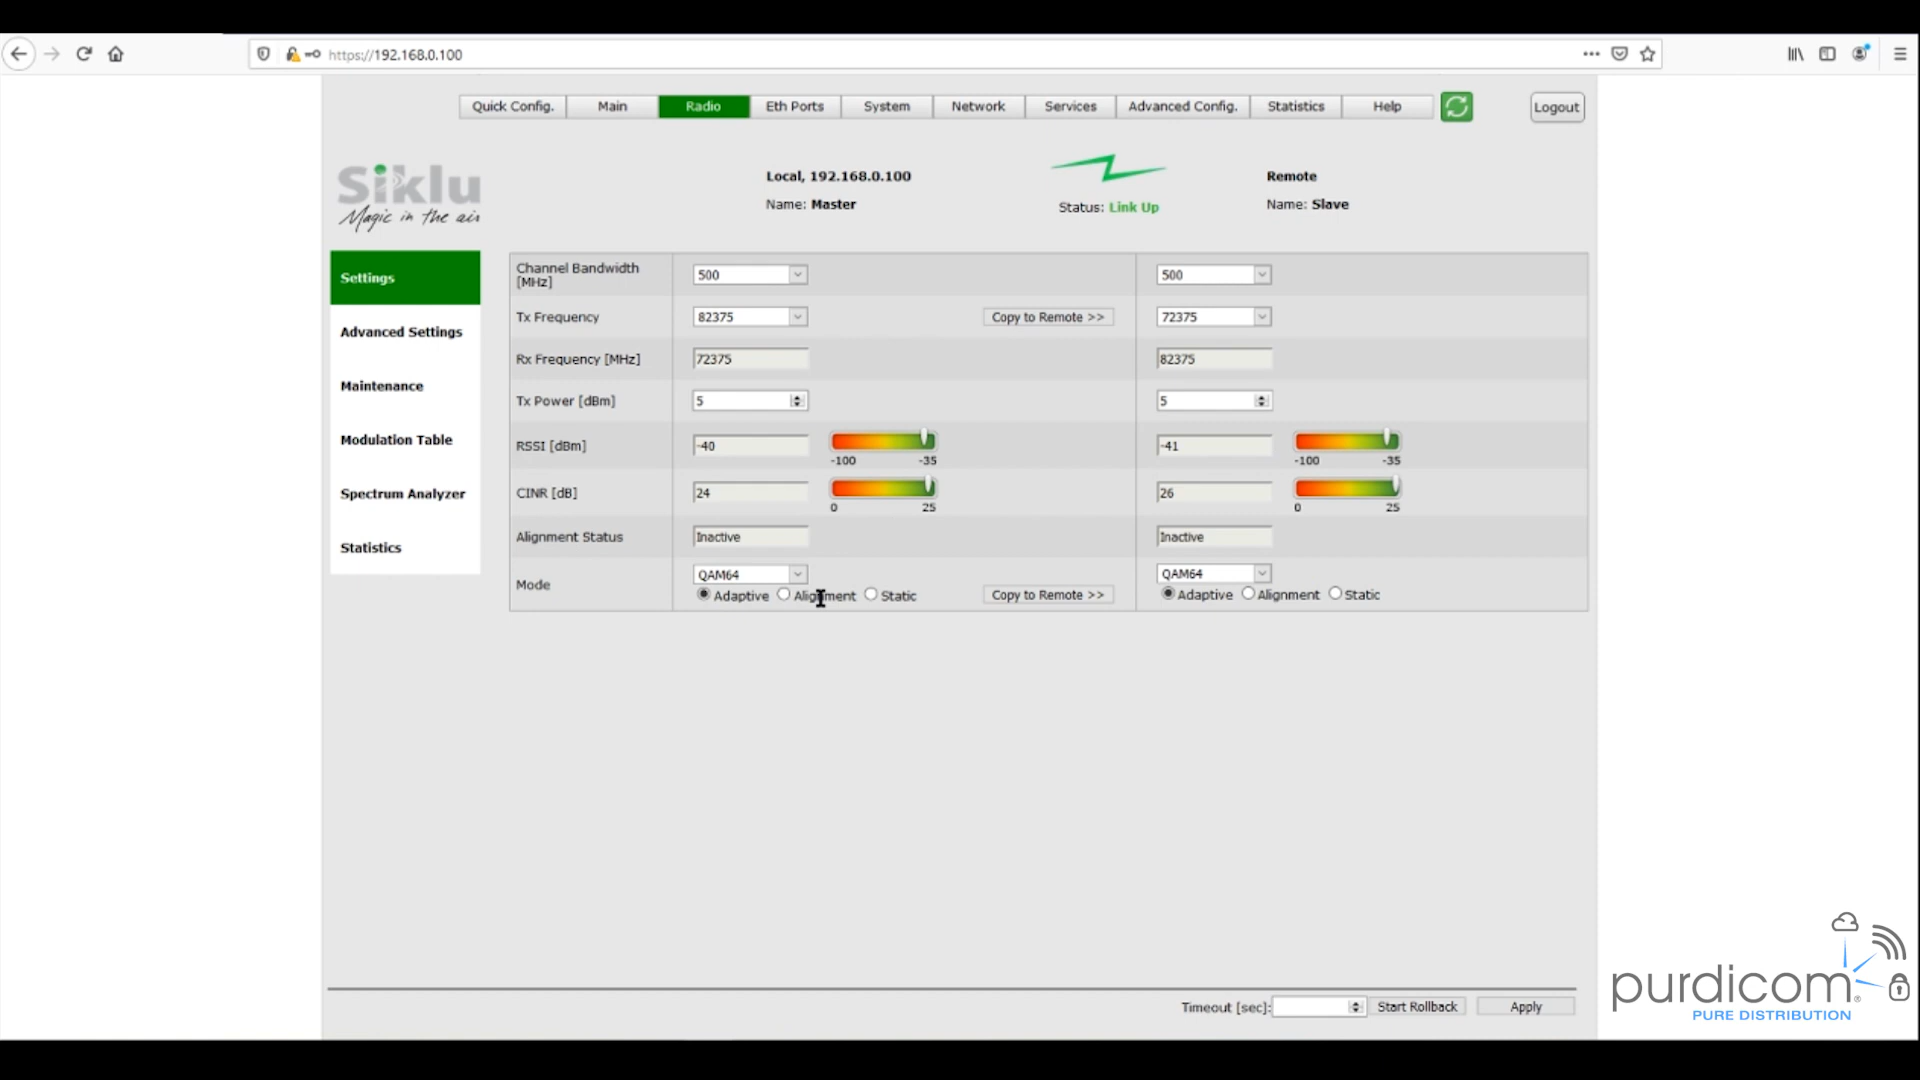 https://192.168.0.100
Quick Config. Main Radio Eth Ports System Network Services Advanced Config. Statistics Help Logout
Siklu
Magic in the air
Local, 192.168.0.100
Name: Master
Status: Link Up
Remote
Name: Slave
Settings
Advanced Settings
Maintenance
Modulation Table
Spectrum Analyzer
Statistics
Channel Bandwidth
[MHz]
500 500
Tx Frequency 82375 Copy to Remote >> 72375
Rx Frequency [MHz] 72375 82375
Tx Power [dBm] 5 5
RSSI [dBm] -40 -41
-100 -35 -100 -35
CINR [dB] 24 26
0 25 0 25
Alignment Status Inactive Inactive
Mode QAM64 QAM64
Adaptive Alignment Static Copy to Remote >> Adaptive Alignment Static
Timeout [sec]: Start Rollback Apply
purdicom®
PURE DISTRIBUTION